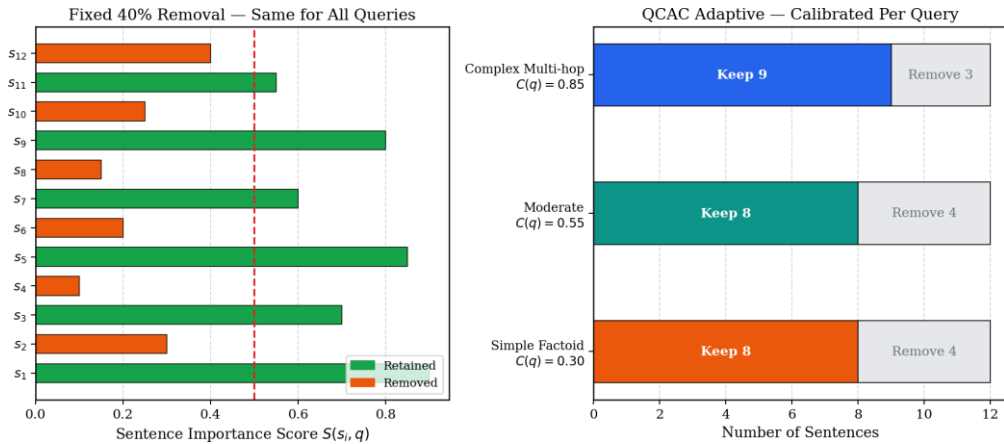 Fixed 40% Removal — Same for All Queries
s12
s11
s10
s9
s8
s7
s6
s5
s4
s3
s2
s1
Retained
Removed
0.0 0.2 0.4 0.6 0.8
Sentence Importance Score S(si, q)
QCAC Adaptive — Calibrated Per Query
Complex Multi-hop
C(q) = 0.85
Keep 9
Remove 3
Moderate
C(q) = 0.55
Keep 8
Remove 4
Simple Factoid
C(q) = 0.30
Keep 8
Remove 4
0 2 4 6 8 10 12
Number of Sentences